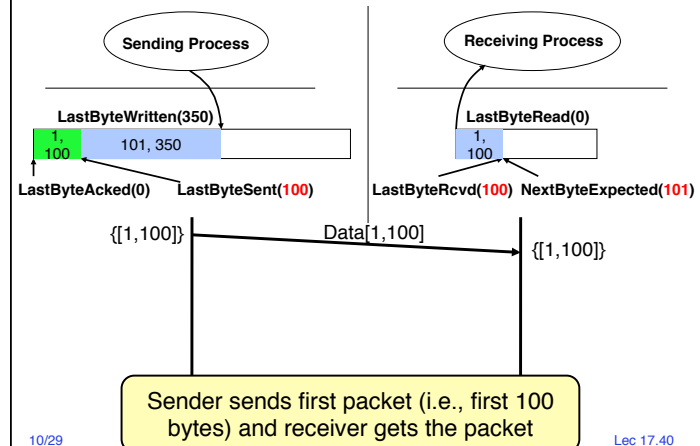 Sending Process
Receiving Process
LastByteWritten(350)
LastByteRead(0)
1,
100
101, 350
1,
100
LastByteAcked(0)
LastByteSent(100)
LastByteRcvd(100)
NextByteExpected(101)
{[1,100]}
Data[1,100]
{[1,100]}
Sender sends first packet (i.e., first 100
bytes) and receiver gets the packet
10/29
Lec 17.40